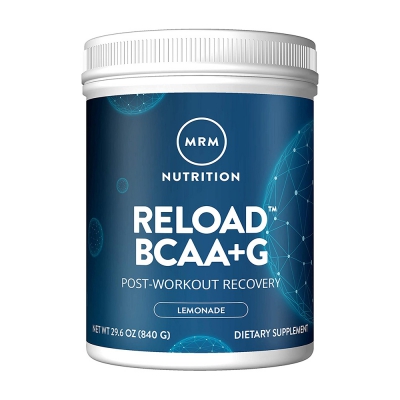 MRM
NUTRITION
RELOAD™
BCAA+G
POST-WORKOUT RECOVERY
LEMONADE
NET WT 29.6 OZ (840 G) DIETARY SUPPLEMENT